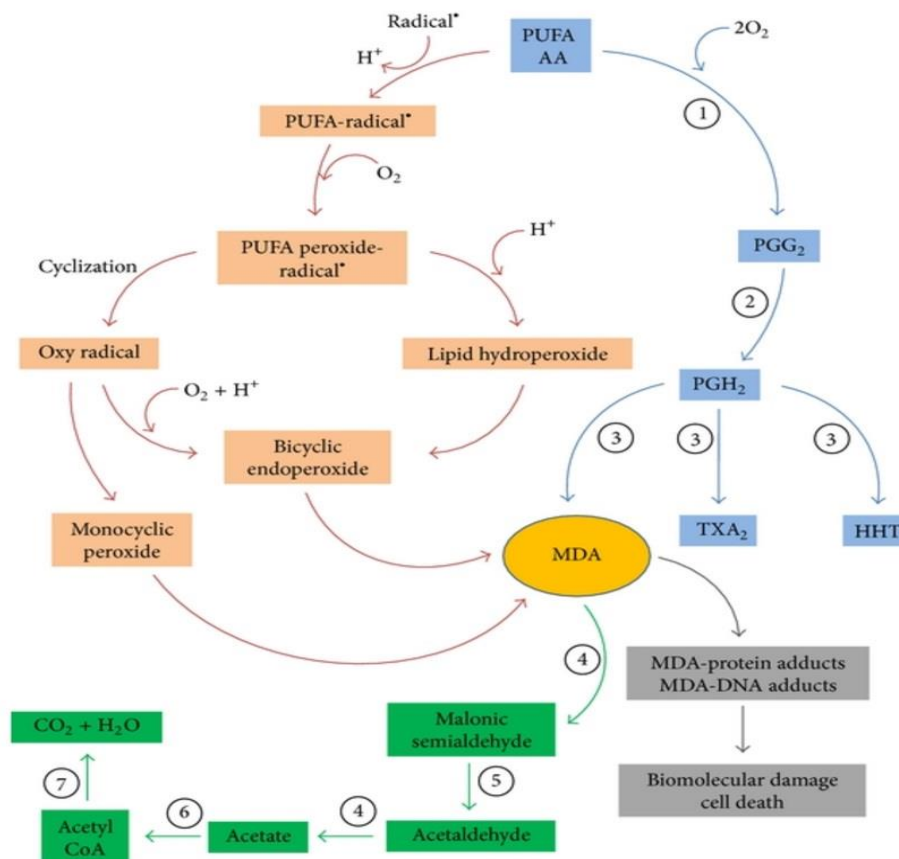 Radical•
H+
PUFA
AA
2O2
1
PUFA-radical•
O2
PUFA peroxide-
radical•
H+
PGG2
Cyclization
2
Oxy radical
Lipid hydroperoxide
PGH2
O2 + H+
3
3
3
Bicyclic
endoperoxide
Monocyclic
peroxide
MDA
TXA2
HHT
4
MDA-protein adducts
MDA-DNA adducts
CO2 + H2O
Malonic
semialdehyde
7
5
Biomolecular damage
cell death
Acetyl
CoA
6
Acetate
4
Acetaldehyde